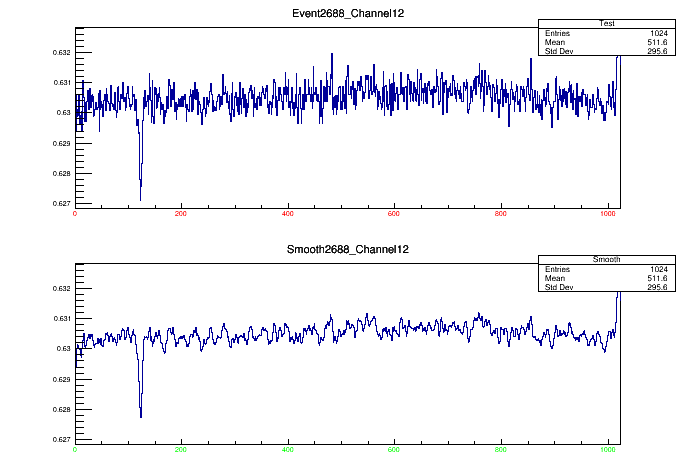 Event2688_Channel12
Test
Entries 1024
Mean 511.6
Std Dev 295.6
0.632
0.631
0.63
0.629
0.628
0.627
0 200 400 600 800 1000
Smooth2688_Channel12
Smooth
Entries 1024
Mean 511.6
Std Dev 295.6
0.632
0.631
0.63
0.629
0.628
0.627
0 200 400 600 800 1000